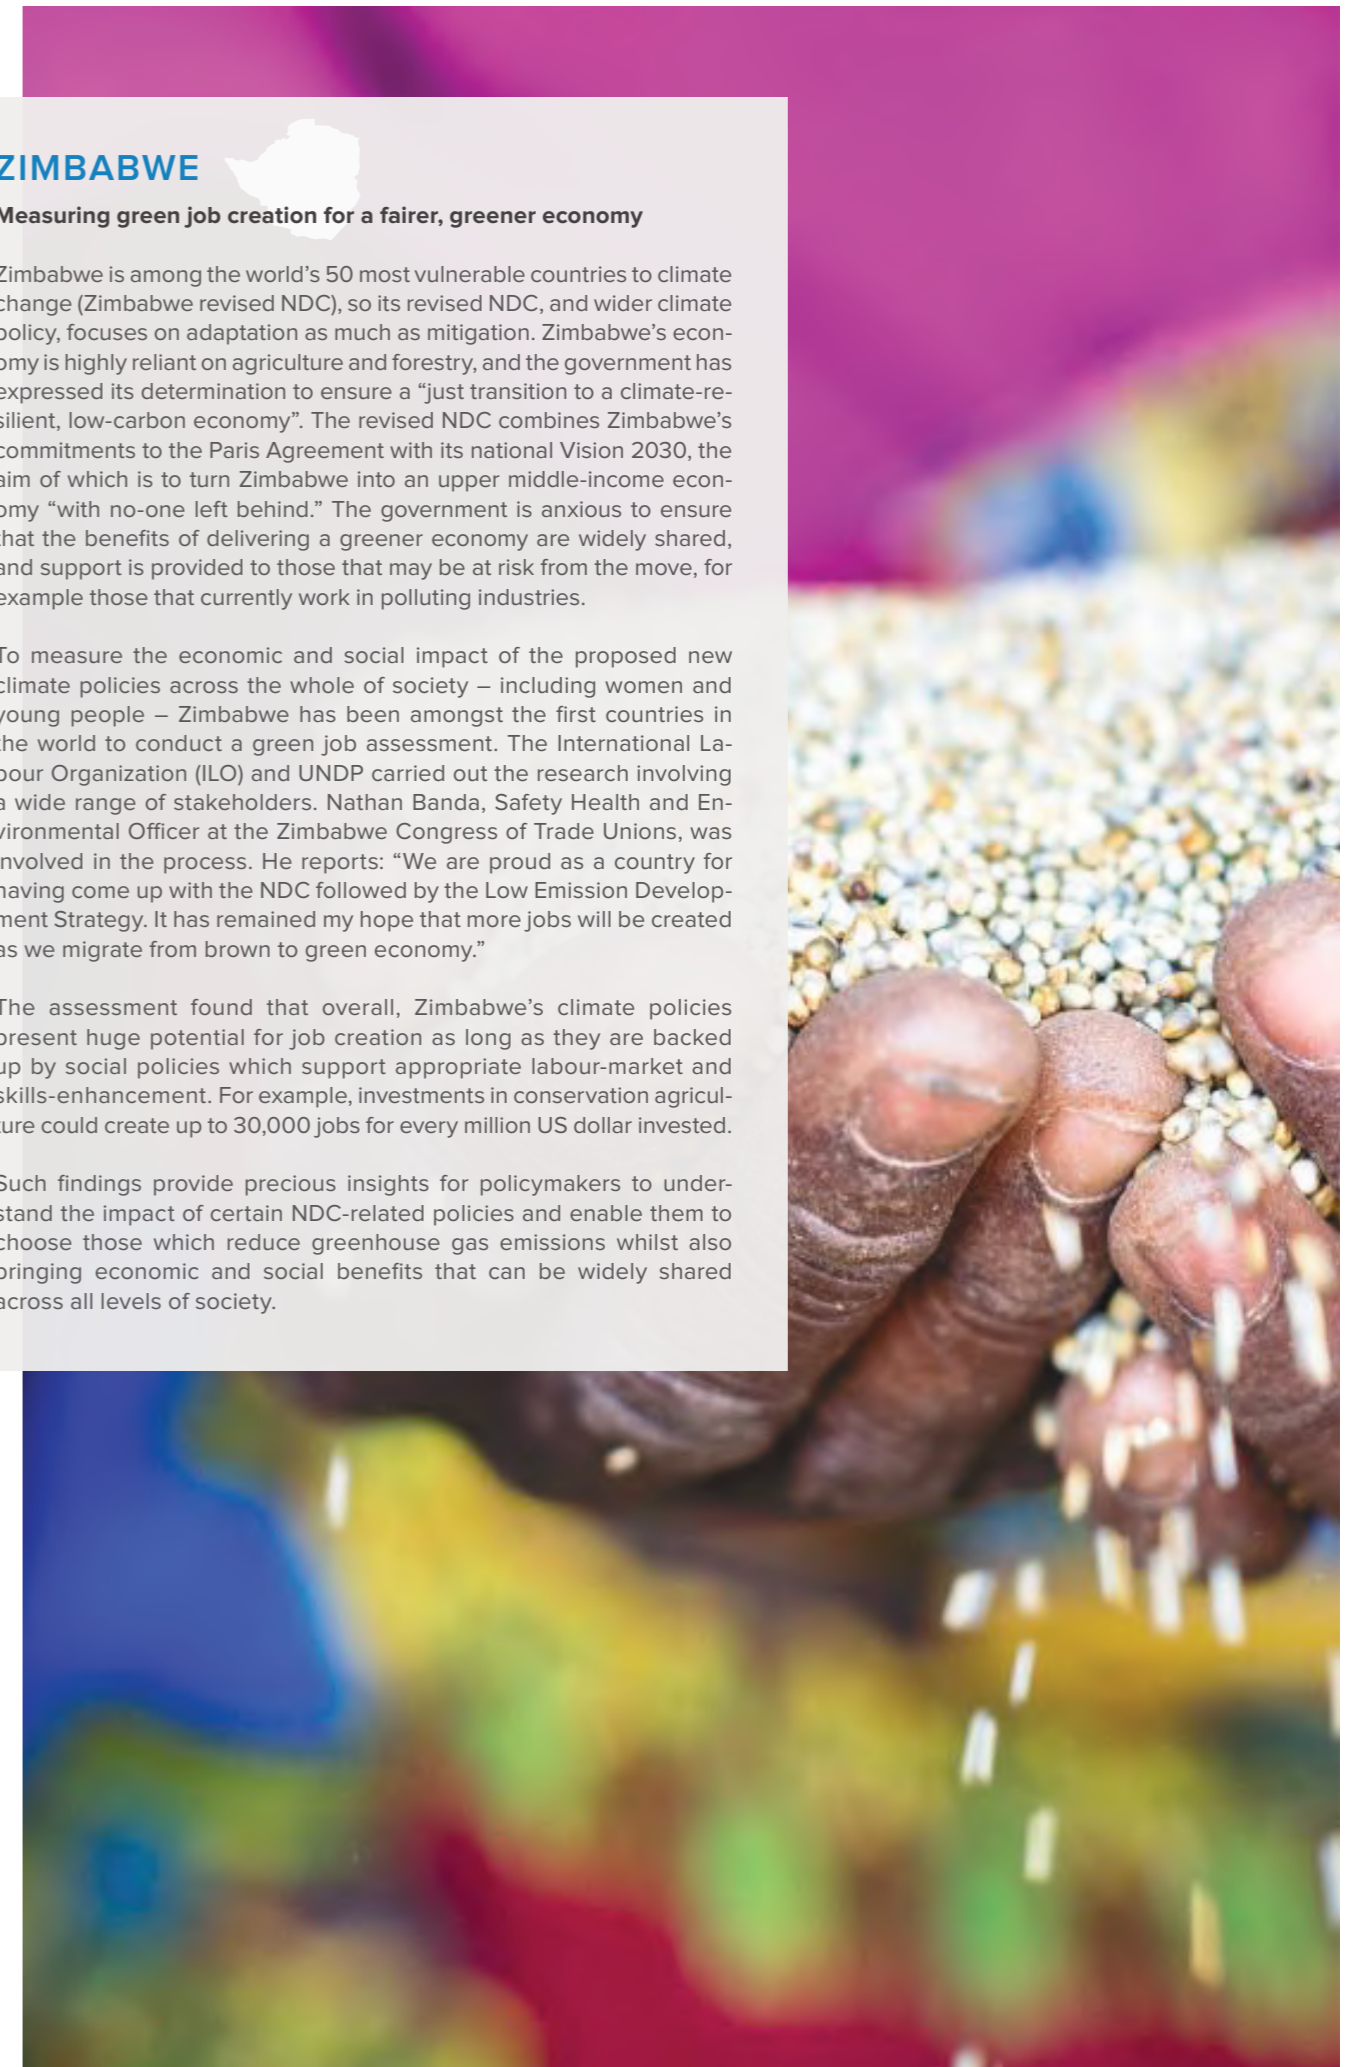 ZIMBABWE
Measuring green job creation for a fairer, greener economy
Zimbabwe is among the world's 50 most vulnerable countries to climate
change (Zimbabwe revised NDC), so its revised NDC, and wider climate
policy, focuses on adaptation as much as mitigation. Zimbabwe's econ-
omy is highly reliant on agriculture and forestry, and the government has
expressed its determination to ensure a “just transition to a climate-re-
silient, low-carbon economy”. The revised NDC combines Zimbabwe's
commitments to the Paris Agreement with its national Vision 2030, the
aim of which is to turn Zimbabwe into an upper middle-income econ-
omy “with no-one left behind.” The government is anxious to ensure
that the benefits of delivering a greener economy are widely shared,
and support is provided to those that may be at risk from the move, for
example those that currently work in polluting industries.
To measure the economic and social impact of the proposed new
climate policies across the whole of society – including women and
young people – Zimbabwe has been amongst the first countries in
the world to conduct a green job assessment. The International La-
bour Organization (ILO) and UNDP carried out the research involving
a wide range of stakeholders. Nathan Banda, Safety Health and En-
vironmental Officer at the Zimbabwe Congress of Trade Unions, was
involved in the process. He reports: “We are proud as a country for
having come up with the NDC followed by the Low Emission Develop-
ment Strategy. It has remained my hope that more jobs will be created
as we migrate from brown to green economy.”
The assessment found that overall, Zimbabwe's climate policies
present huge potential for job creation as long as they are backed
up by social policies which support appropriate labour-market and
skills-enhancement. For example, investments in conservation agricul-
ture could create up to 30,000 jobs for every million US dollar invested.
Such findings provide precious insights for policymakers to under-
stand the impact of certain NDC-related policies and enable them to
choose those which reduce greenhouse gas emissions whilst also
bringing economic and social benefits that can be widely shared
across all levels of society.